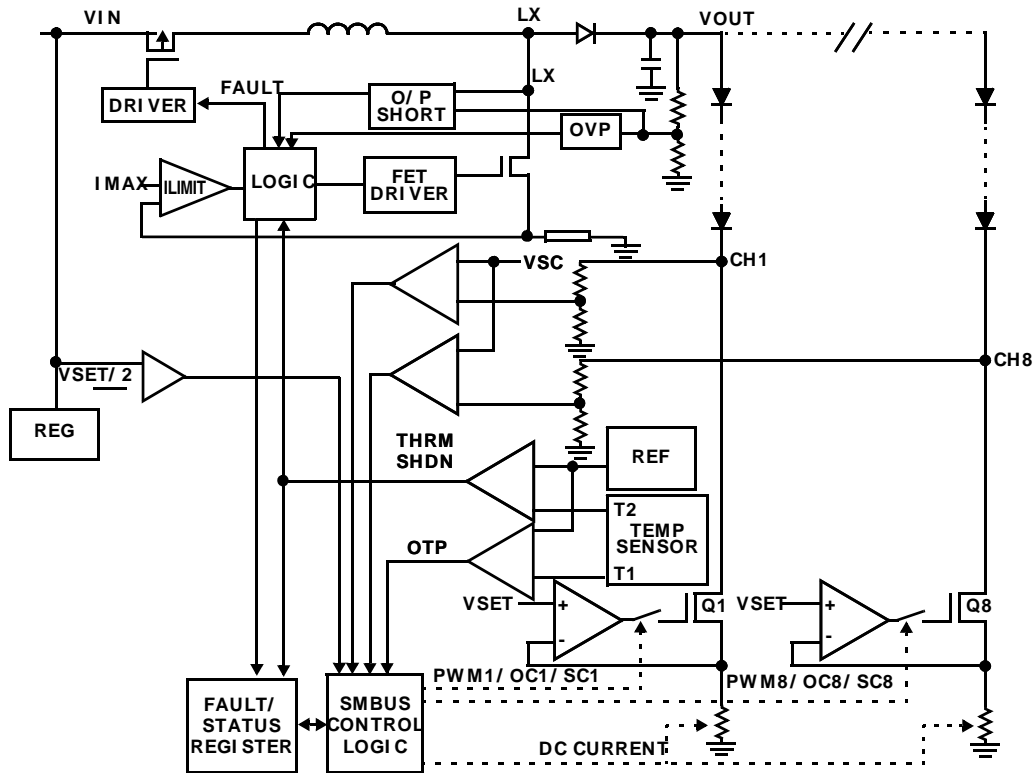 VIN
LX
VOUT
LX
FAULT
DRIVER
O/P
SHORT
OVP
IMAX
ILIMIT
LOGIC
FET
DRIVER
VSC
CH1
VSET/2
CH8
REG
THRM
SHDN
REF
T2
TEMP
SENSOR
T1
OTP
VSET
+
-
Q1
VSET
+
-
Q8
PWM1/OC1/SC1
PWM8/OC8/SC8
FAULT/
STATUS
REGISTER
SMBUS
CONTROL
LOGIC
DC CURRENT